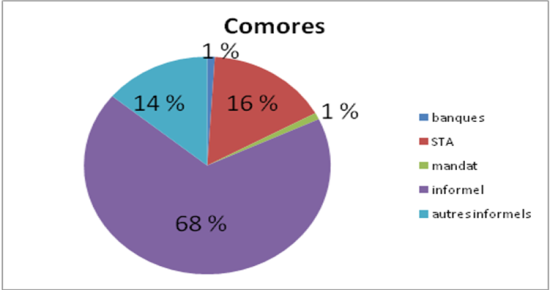 Comores
1 %
14 %
16 %
1 %
68 %
banques
STA
mandat
informel
autres informels